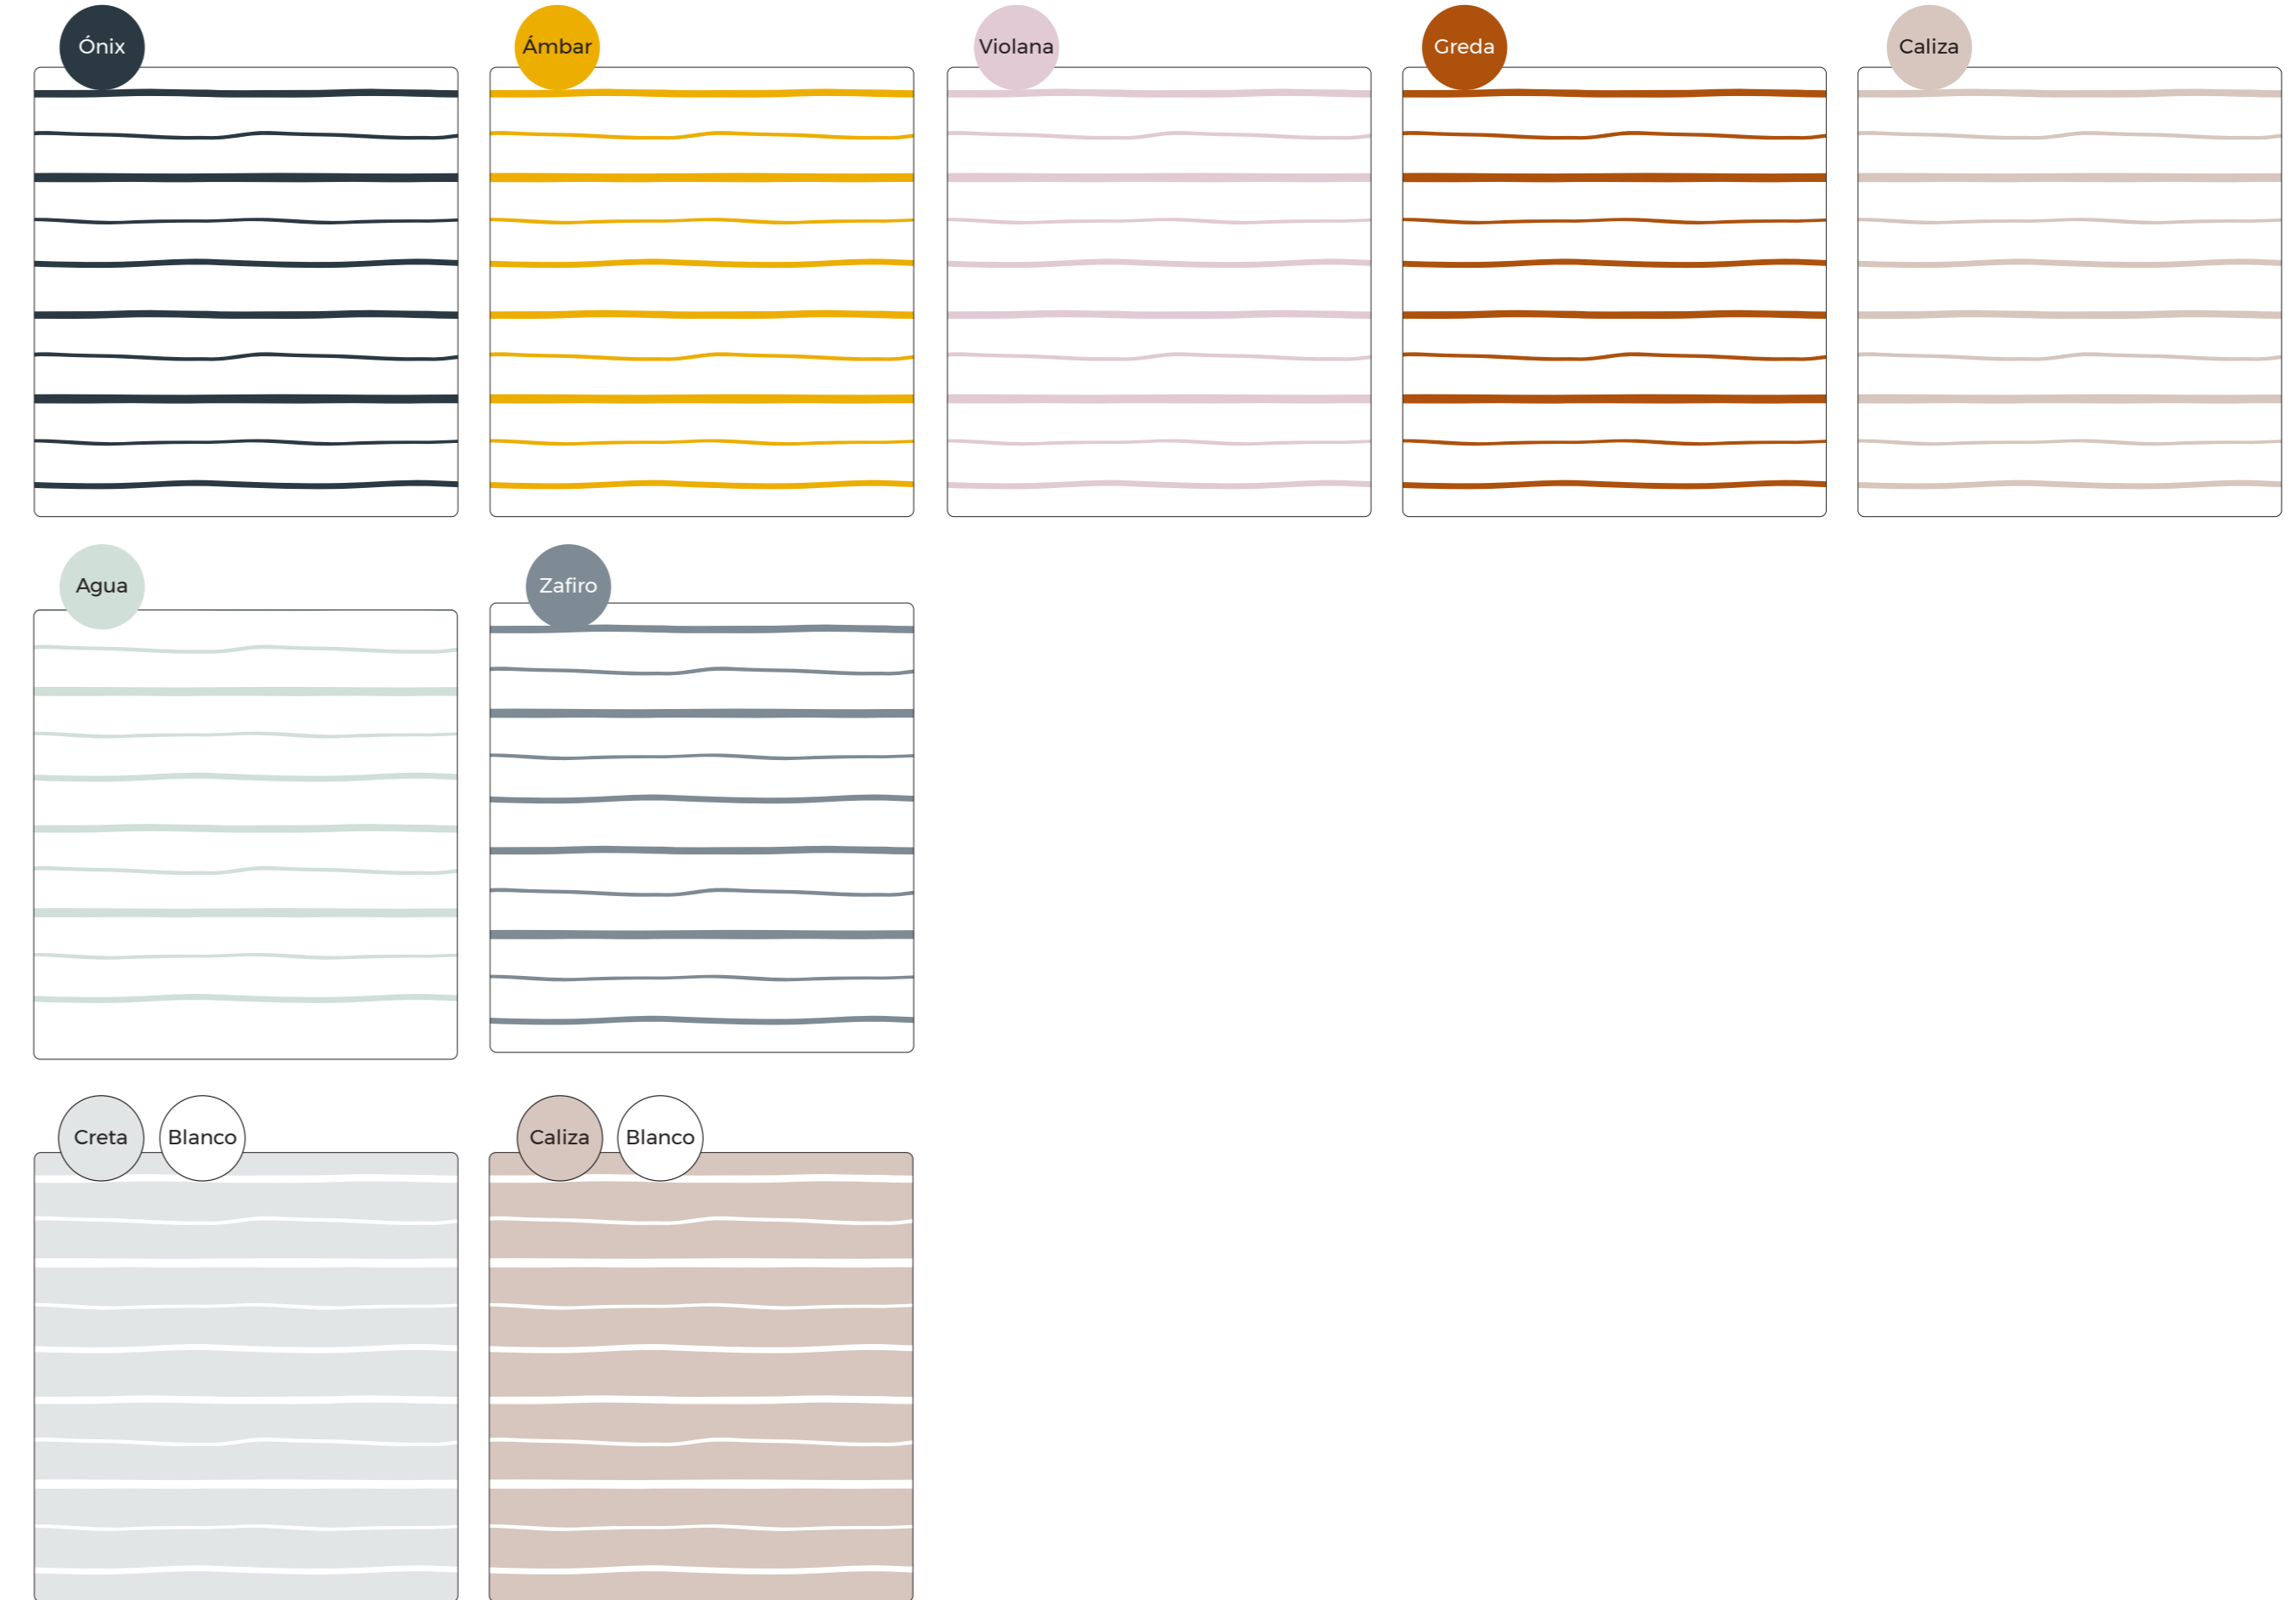 Ónix
Ámbar
Violana
Greda
Caliza
Agua
Zafiro
Creta
Blanco
Caliza
Blanco